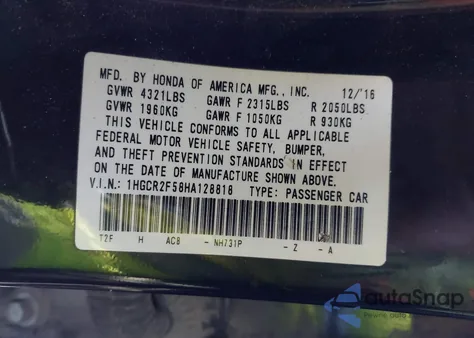 MFD. BY HONDA OF AMERICA MFG., INC. 12/'16
GVWR 4321LBS GAWR F 2315LBS R 2050LBS
GVWR 1960KG GAWR F 1050KG R 930KG
THIS VEHICLE CONFORMS TO ALL APPLICABLE
FEDERAL MOTOR VEHICLE SAFETY, BUMPER,
AND THEFT PREVENTION STANDARDS IN EFFECT
ON THE DATE OF MANUFACTURE SHOWN ABOVE.
V.I.N.: 1HGCR2F58HA128818 TYPE: PASSENGER CAR
T2F H AC8 - NH731P - Z - A
autaSnap